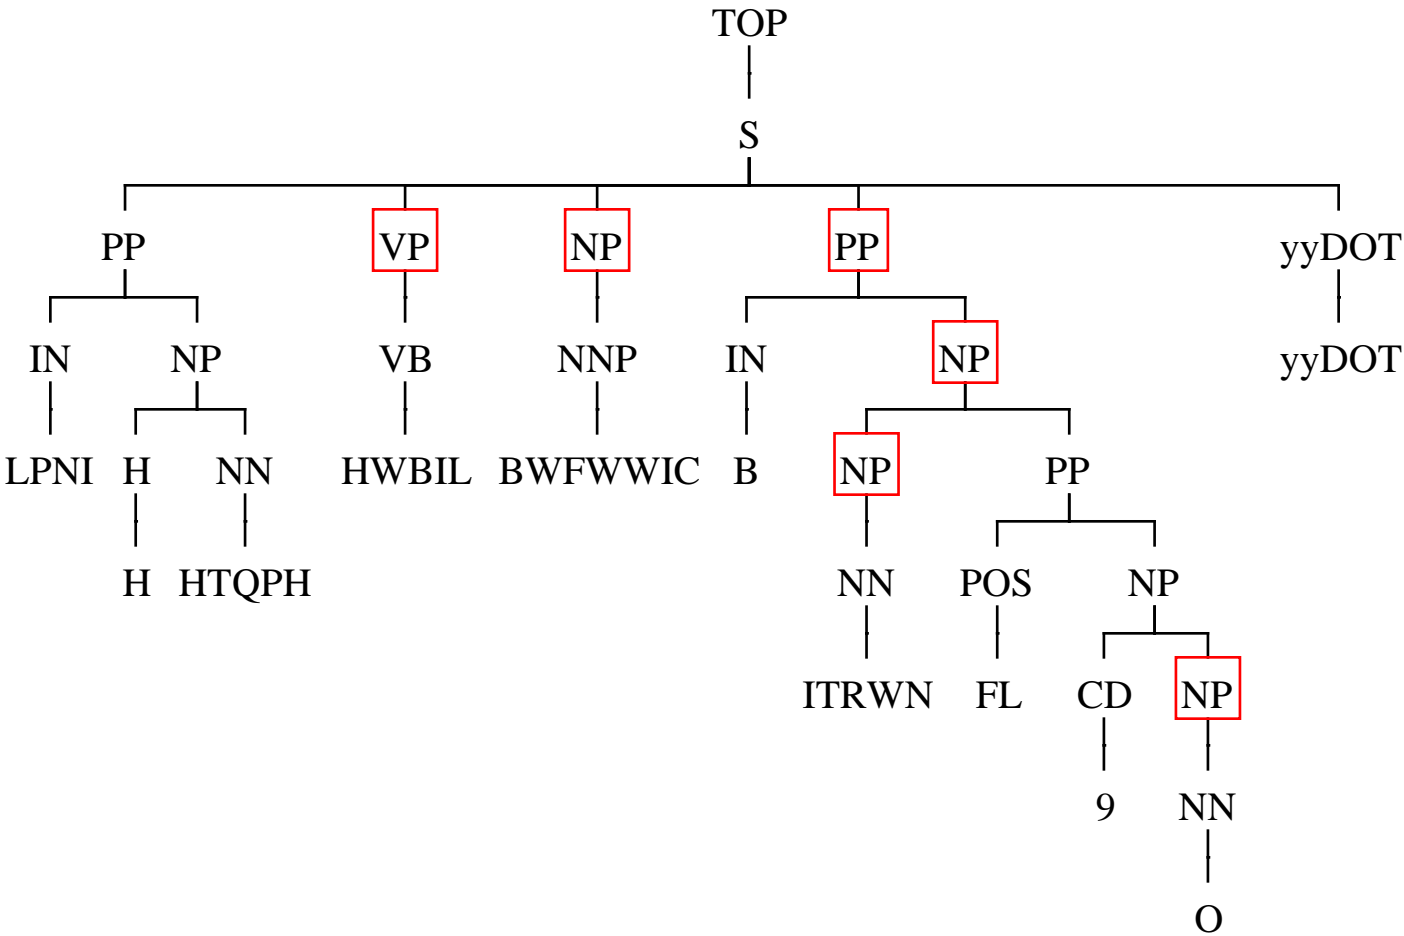 TOP
S
PP VP NP PP yyDOT
IN NP VB NNP IN NP yyDOT
LPNI H NN HWBIL BWFWWIC B NP PP
H HTQPH NN POS NP
ITRWN FL CD NP
9 NN
O